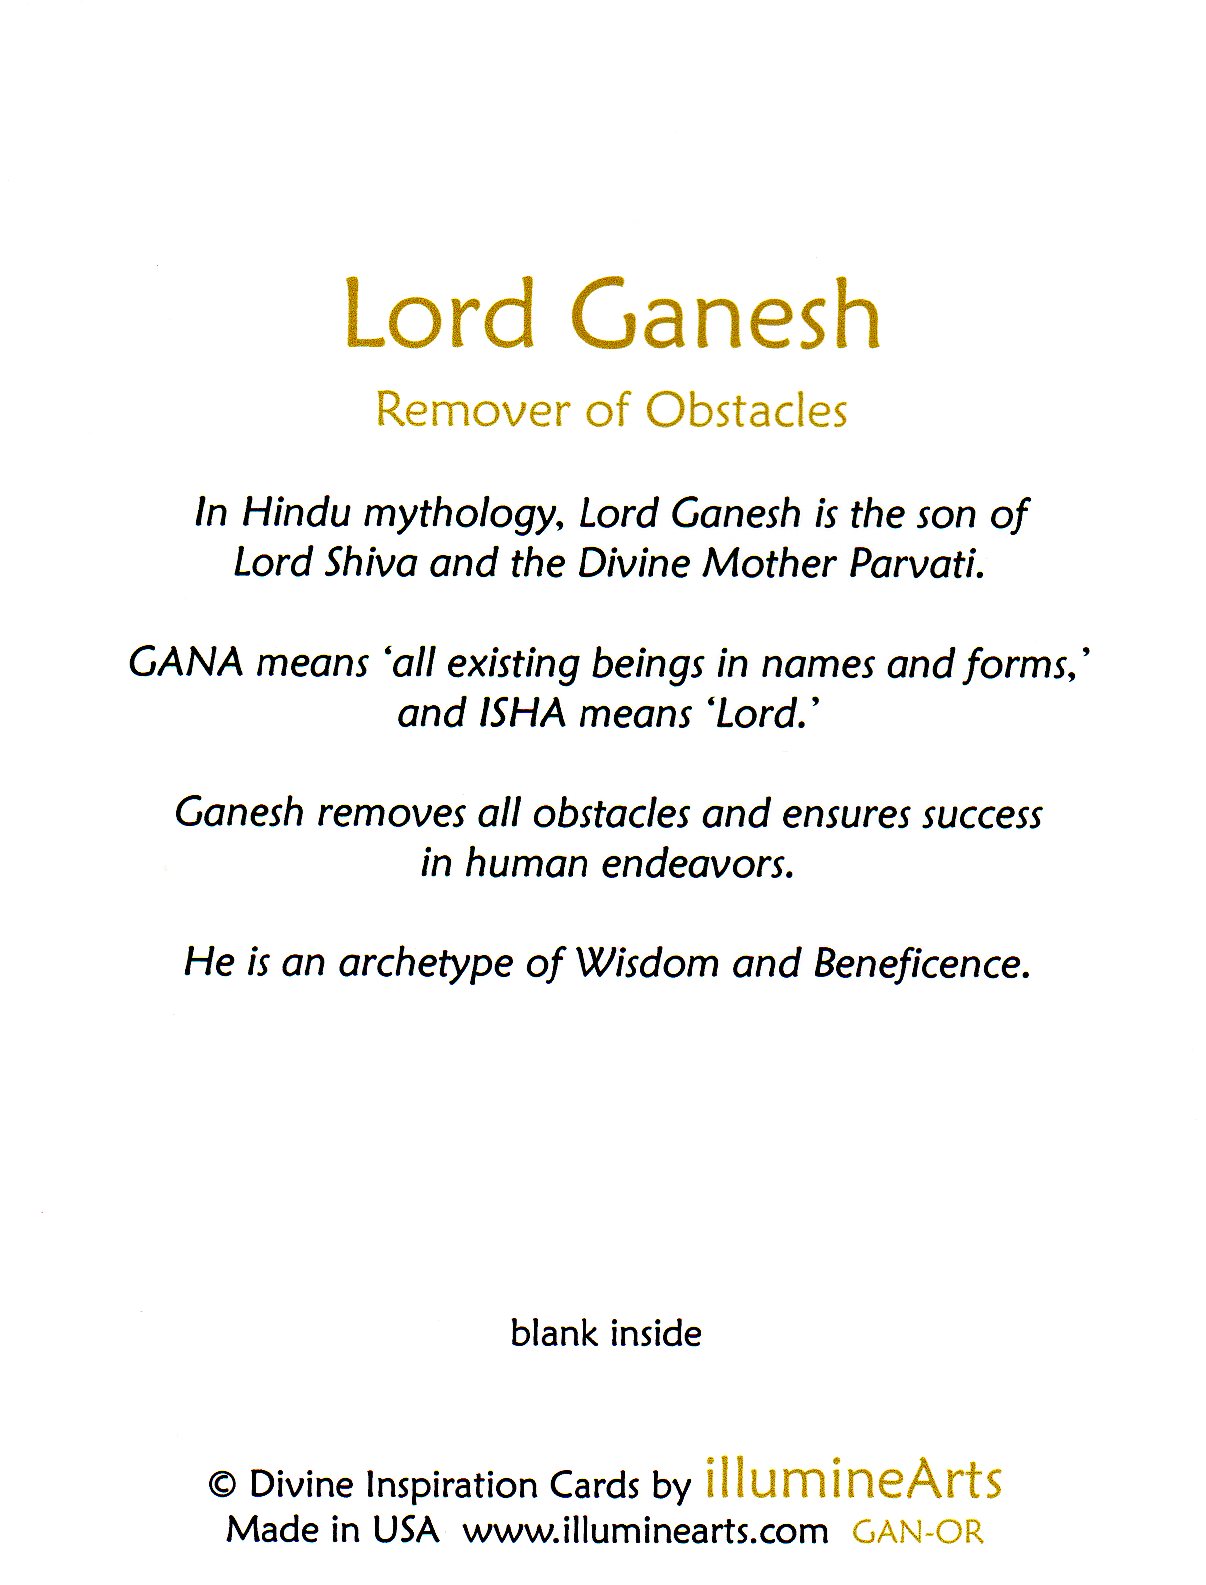 Lord Ganesh
Remover of Obstacles
In Hindu mythology, Lord Ganesh is the son of
Lord Shiva and the Divine Mother Parvati.
GANA means ‘all existing beings in names and forms,’
and ISHA means ‘Lord.’
Ganesh removes all obstacles and ensures success
in human endeavors.
He is an archetype of Wisdom and Beneficence.
blank inside
© Divine Inspiration Cards by illumineArts
Made in USA www.illuminearts.com GAN-OR